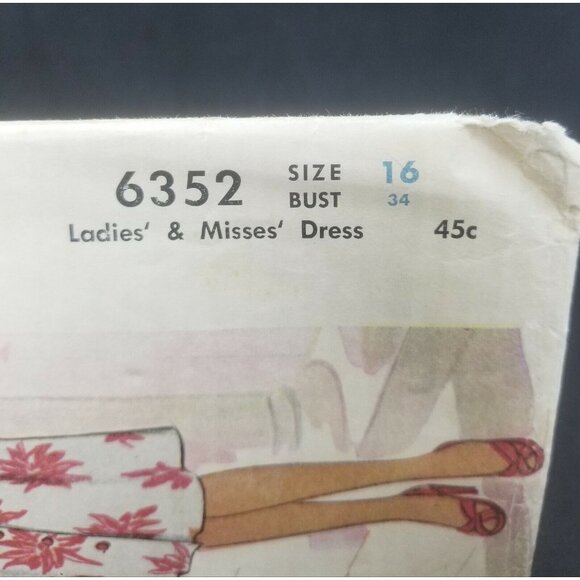 6352 SIZE 16
BUST 34
Ladies' & Misses' Dress 45c